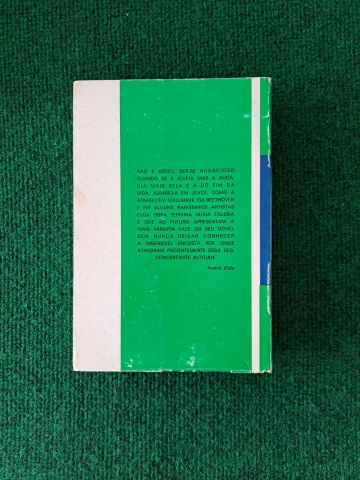 NÃO É DIFÍCIL SER-SE AUDACIOSO
QUANDO SE É JOVEM. MAS A AUDÁ-
CIA MAIS BELA É A DO FIM DA
VIDA. ADMIRO-A EM JOYCE, COMO A
ADMIREI EM MALLARMÉ, EM BEETHOVEN
E EM ALGUNS RARÍSSIMOS ARTISTAS
CUJA OBRA TERMINA NUMA FALÉSIA
E QUE AO FUTURO APRESENTAM A
MAIS ABRUPTA FACE DO SEU GÉNIO,
SEM NUNCA DEIXAR CONHECER
A INSENSÍVEL ENCOSTA POR ONDE
ATINGIRAM PACIENTEMENTE ESSA DES-
CONCERTANTE ALTITUDE.
André Gide